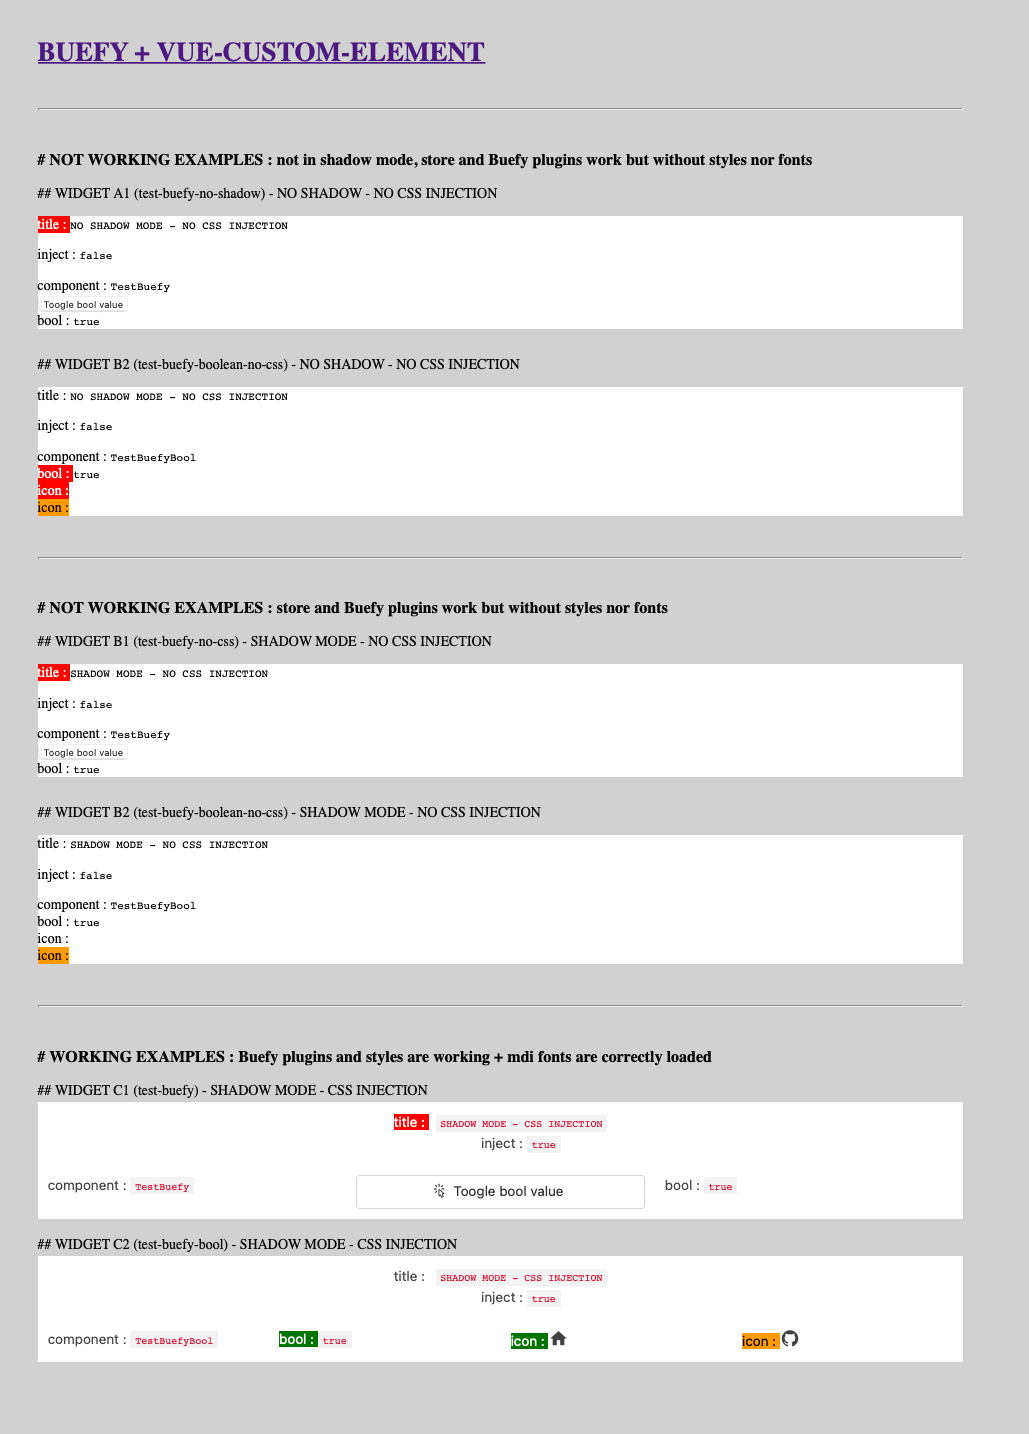 BUEFY + VUE-CUSTOM-ELEMENT
# NOT WORKING EXAMPLES : not in shadow mode, store and Buefy plugins work but without styles nor fonts
## WIDGET A1 (test-buefy-no-shadow) - NO SHADOW - NO CSS INJECTION
title : NO SHADOW MODE - NO CSS INJECTION
inject : false
component : TestBuefy
Toogle bool value
bool : true
## WIDGET B2 (test-buefy-boolean-no-css) - NO SHADOW - NO CSS INJECTION
title : NO SHADOW MODE - NO CSS INJECTION
inject : false
component : TestBuefyBool
bool : true
icon :
icon :
# NOT WORKING EXAMPLES : store and Buefy plugins work but without styles nor fonts
## WIDGET B1 (test-buefy-no-css) - SHADOW MODE - NO CSS INJECTION
title : SHADOW MODE - NO CSS INJECTION
inject : false
component : TestBuefy
Toogle bool value
bool : true
## WIDGET B2 (test-buefy-boolean-no-css) - SHADOW MODE - NO CSS INJECTION
title : SHADOW MODE - NO CSS INJECTION
inject : false
component : TestBuefyBool
bool : true
icon :
icon :
# WORKING EXAMPLES : Buefy plugins and styles are working + mdi fonts are correctly loaded
## WIDGET C1 (test-buefy) - SHADOW MODE - CSS INJECTION
title : SHADOW MODE - CSS INJECTION
inject : true
component : TestBuefy Toogle bool value bool : true
## WIDGET C2 (test-buefy-bool) - SHADOW MODE - CSS INJECTION
title : SHADOW MODE - CSS INJECTION
inject : true
component : TestBuefyBool bool : true icon : icon :